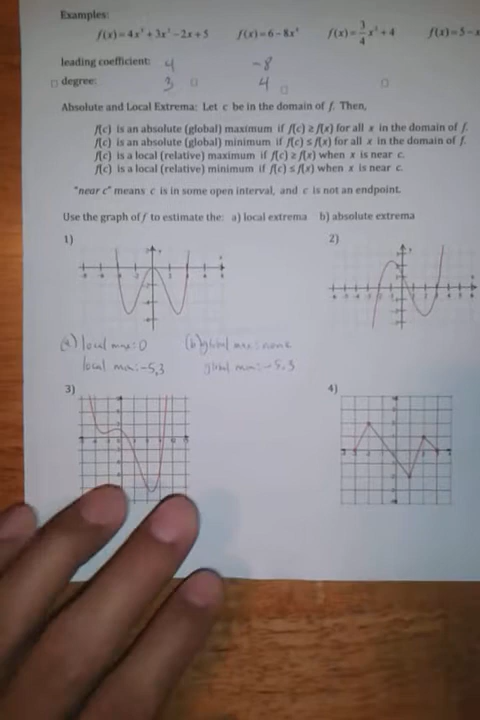 Examples:
f(x)=4x³+3x²−2x+5 f(x)=6−8x⁴ f(x)=3/4x²+4 f(x)=5−x
leading coefficient: 4 -8
degree: 3 4
Absolute and Local Extrema: Let c be in the domain of f. Then,
f(c) is an absolute (global) maximum if f(c) ≥ f(x) for all x in the domain of f.
f(c) is an absolute (global) minimum if f(c) ≤ f(x) for all x in the domain of f.
f(c) is a local (relative) maximum if f(c) ≥ f(x) when x is near c.
f(c) is a local (relative) minimum if f(c) ≤ f(x) when x is near c.
"near c" means c is in some open interval, and c is not an endpoint.
Use the graph of f to estimate the: a) local extrema b) absolute extrema
1) 2)
(a) local max: 0 (b) global max: none
local min: -5.3 global min: -5.3
3) 4)